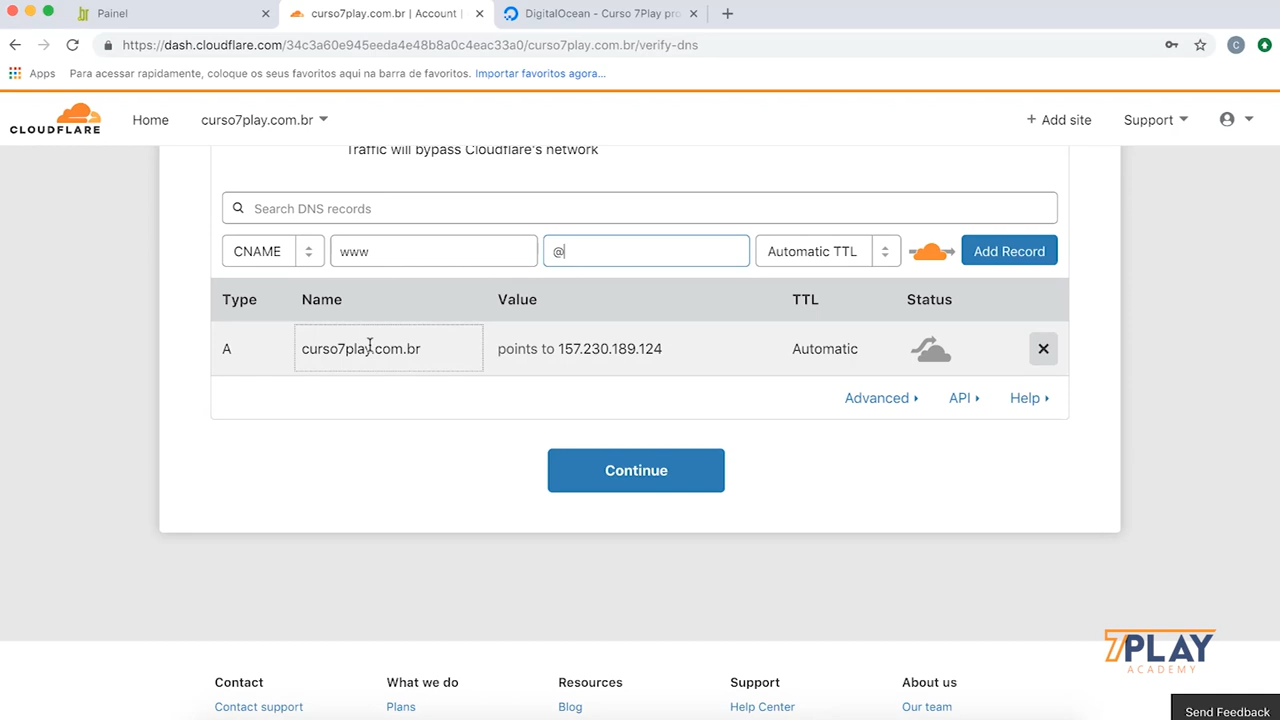 Painel
curso7play.com.br | Account |
DigitalOcean - Curso 7Play pro
https://dash.cloudflare.com/34c3a60e945eeda4e48b8a0c4eac33a0/curso7play.com.br/verify-dns
C
Apps Para acessar rapidamente, coloque os seus favoritos aqui na barra de favoritos. Importar favoritos agora...
CLOUDFLARE
Home
curso7play.com.br
+ Add site
Support
Traffic will bypass Cloudflare's network
Search DNS records
CNAME www @ Automatic TTL Add Record
Type Name Value TTL Status
A curso7play.com.br points to 157.230.189.124 Automatic
Advanced API Help
Continue
7PLAY
ACADEMY
Contact What we do Resources Support About us
Contact support Plans Blog Help Center Our team
Send Feedback